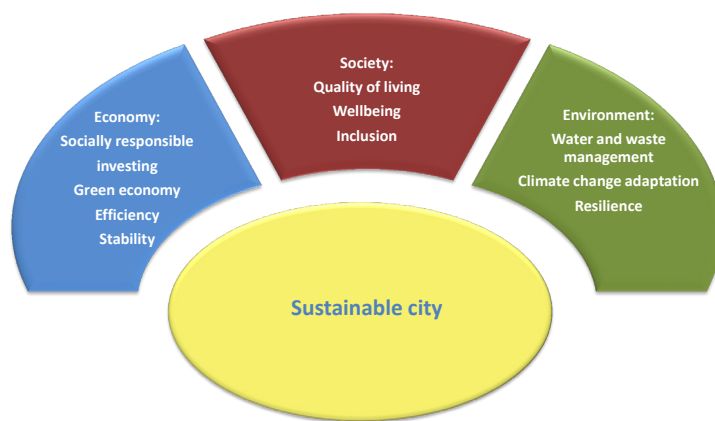 Economy:
Socially responsible
investing
Green economy
Efficiency
Stability
Society:
Quality of living
Wellbeing
Inclusion
Environment:
Water and waste
management
Climate change adaptation
Resilience
Sustainable city